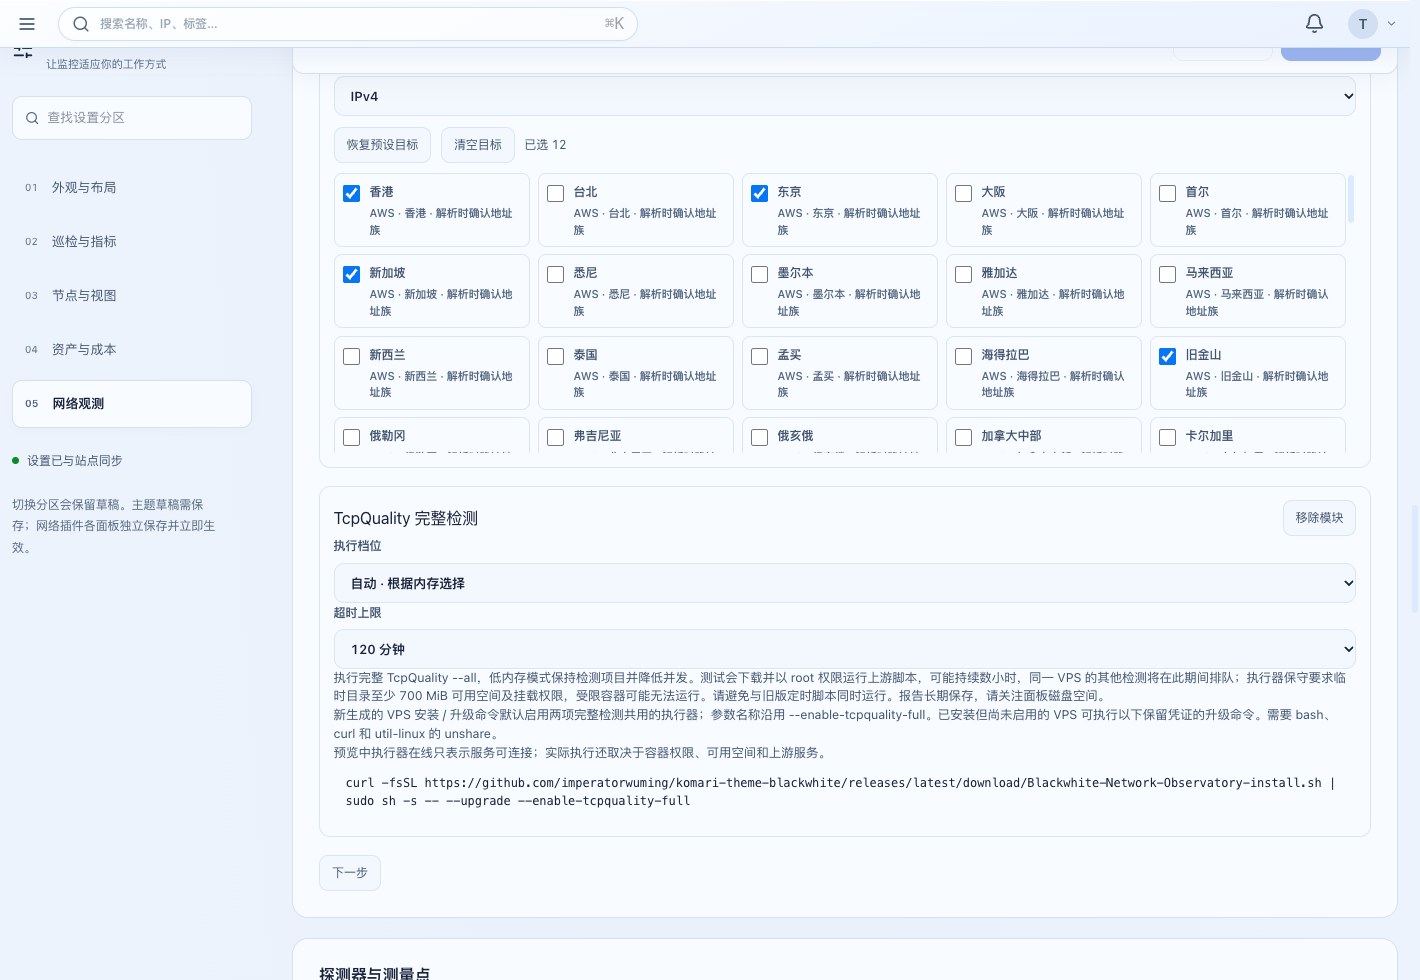 搜索名称、IP、标签...
⌘K
T
让监控适应你的工作方式
查找设置分区
01 外观与布局
02 巡检与指标
03 节点与视图
04 资产与成本
05 网络观测
设置已与站点同步
切换分区会保留草稿。主题草稿需保
存；网络插件各面板独立保存并立即生
效。
IPv4
恢复预设目标
清空目标
已选 12
香港
AWS · 香港 · 解析时确认地址
族
台北
AWS · 台北 · 解析时确认地址
族
东京
AWS · 东京 · 解析时确认地址
族
大阪
AWS · 大阪 · 解析时确认地址
族
首尔
AWS · 首尔 · 解析时确认地址
族
新加坡
AWS · 新加坡 · 解析时确认地
址族
悉尼
AWS · 悉尼 · 解析时确认地址
族
墨尔本
AWS · 墨尔本 · 解析时确认地
址族
雅加达
AWS · 雅加达 · 解析时确认地
址族
马来西亚
AWS · 马来西亚 · 解析时确认
地址族
新西兰
AWS · 新西兰 · 解析时确认地
址族
泰国
AWS · 泰国 · 解析时确认地址
族
孟买
AWS · 孟买 · 解析时确认地址
族
海得拉巴
AWS · 海得拉巴 · 解析时确认
地址族
旧金山
AWS · 旧金山 · 解析时确认地
址族
俄勒冈
弗吉尼亚
俄亥俄
加拿大中部
卡尔加里
TcpQuality 完整检测
移除模块
执行档位
自动 · 根据内存选择
超时上限
120 分钟
执行完整 TcpQuality --all，低内存模式保持检测项目并降低并发。测试会下载并以 root 权限运行上游脚本，可能持续数小时，同一 VPS 的其他检测将在此期间排队；执行器保守要求临
时目录至少 700 MiB 可用空间及挂载权限，受限容器可能无法运行。请避免与旧版定时脚本同时运行。报告长期保存，请关注面板磁盘空间。
新生成的 VPS 安装 / 升级命令默认启用两项完整检测共用的执行器；参数名称沿用 --enable-tcpquality-full。已安装但尚未启用的 VPS 可执行以下保留凭证的升级命令。需要 bash、
curl 和 util-linux 的 unshare。
预览中执行器在线只表示服务可连接；实际执行还取决于容器权限、可用空间和上游服务。
curl -fsSL https://github.com/imperatorwuming/komari-theme-blackwhite/releases/latest/download/Blackwhite-Network-Observatory-install.sh |
sudo sh -s -- --upgrade --enable-tcpquality-full
下一步
探测器与测量点